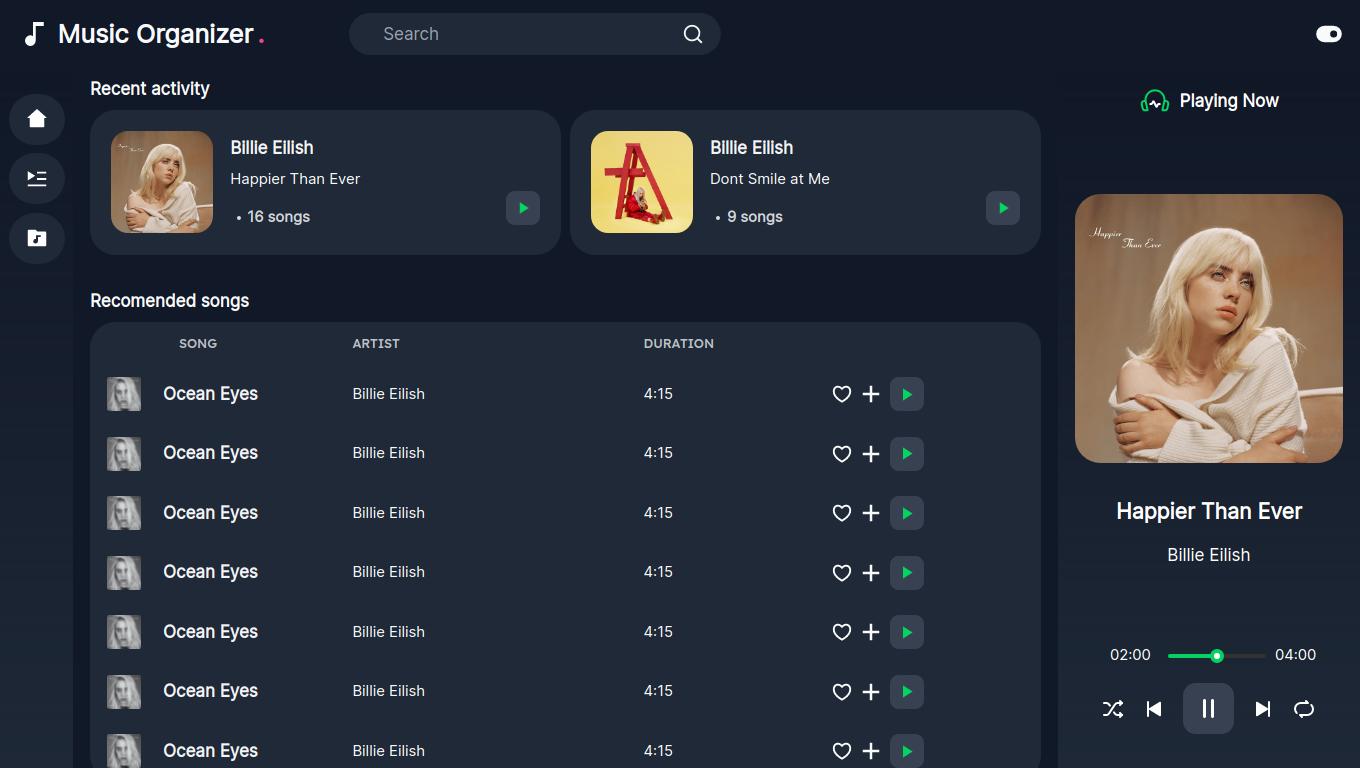 Music Organizer.
Search
Recent activity
Playing Now
Billie Eilish
Happier Than Ever
• 16 songs
Billie Eilish
Dont Smile at Me
• 9 songs
Happier
Than Ever
Recomended songs
SONG ARTIST DURATION
Ocean Eyes Billie Eilish 4:15
Ocean Eyes Billie Eilish 4:15
Ocean Eyes Billie Eilish 4:15
Ocean Eyes Billie Eilish 4:15
Ocean Eyes Billie Eilish 4:15
Ocean Eyes Billie Eilish 4:15
Ocean Eyes Billie Eilish 4:15
Happier Than Ever
Billie Eilish
02:00 04:00